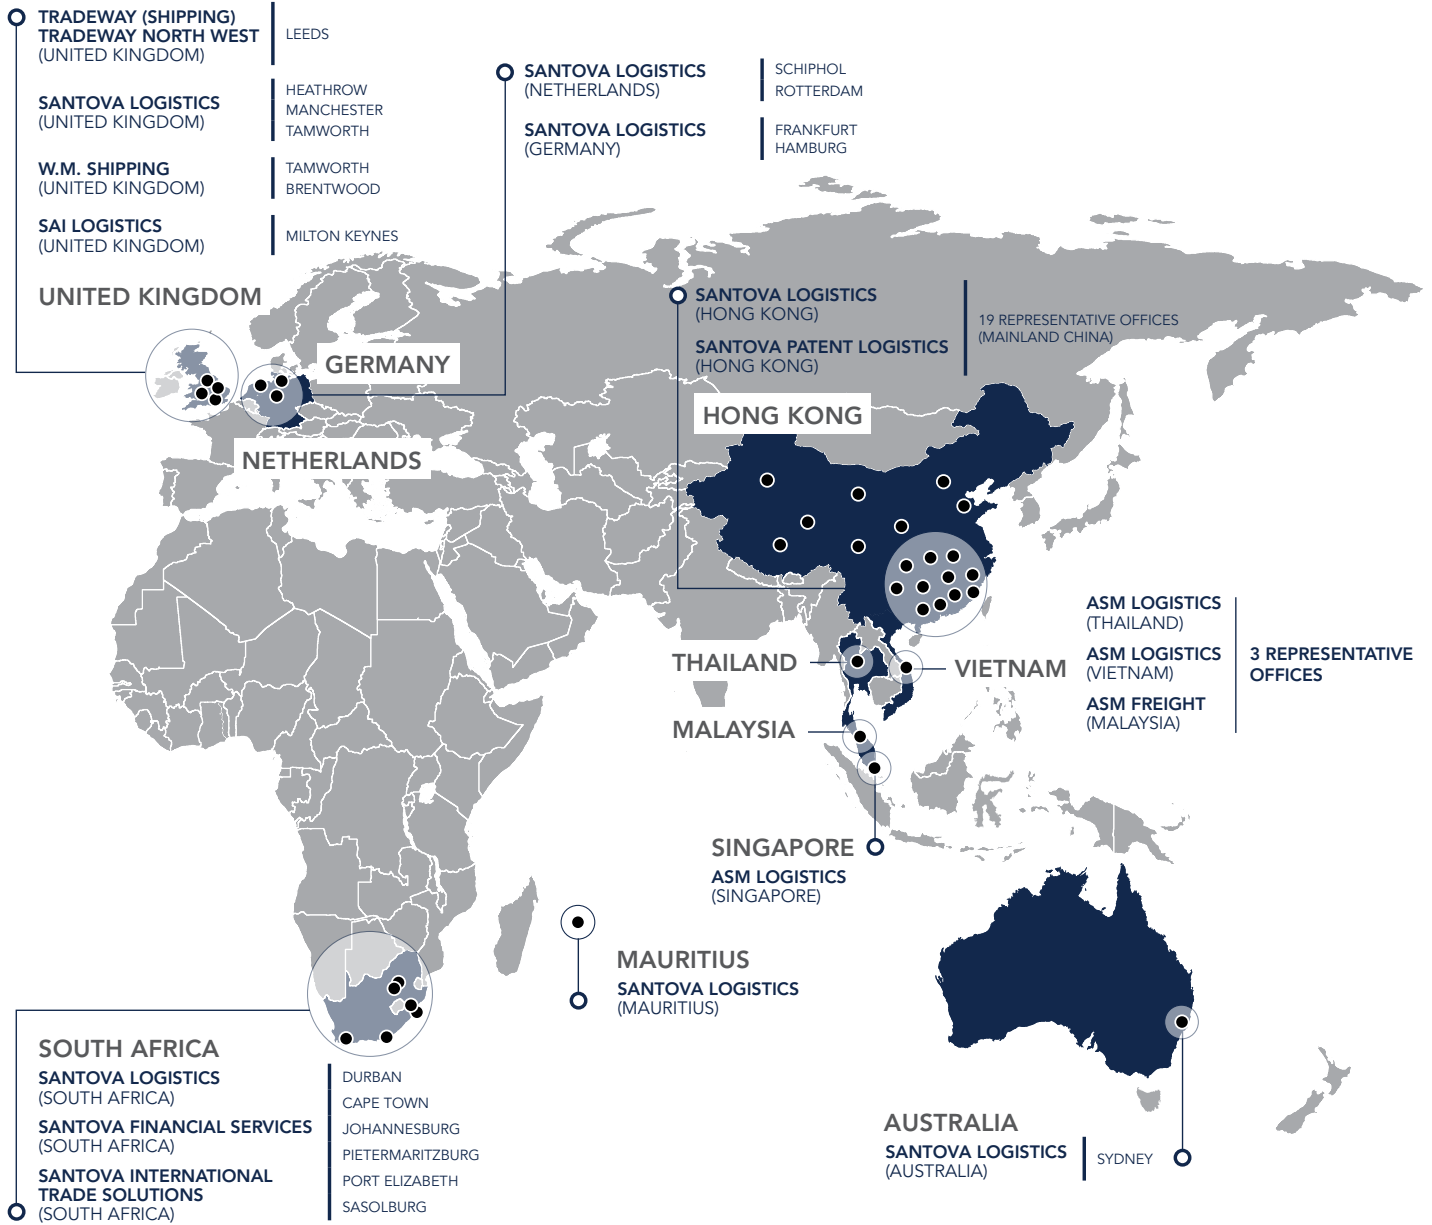 TRADEWAY (SHIPPING)
TRADEWAY NORTH WEST
(UNITED KINGDOM)
LEEDS
SANTOVA LOGISTICS
(UNITED KINGDOM)
HEATHROW
MANCHESTER
TAMWORTH
W.M. SHIPPING
(UNITED KINGDOM)
TAMWORTH
BRENTWOOD
SAI LOGISTICS
(UNITED KINGDOM)
MILTON KEYNES
UNITED KINGDOM
SANTOVA LOGISTICS
(NETHERLANDS)
SCHIPHOL
ROTTERDAM
SANTOVA LOGISTICS
(GERMANY)
FRANKFURT
HAMBURG
GERMANY
NETHERLANDS
SANTOVA LOGISTICS
(HONG KONG)
SANTOVA PATENT LOGISTICS
(HONG KONG)
19 REPRESENTATIVE OFFICES
(MAINLAND CHINA)
HONG KONG
THAILAND
VIETNAM
MALAYSIA
ASM LOGISTICS
(THAILAND)
ASM LOGISTICS
(VIETNAM)
ASM FREIGHT
(MALAYSIA)
3 REPRESENTATIVE
OFFICES
SINGAPORE
ASM LOGISTICS
(SINGAPORE)
MAURITIUS
SANTOVA LOGISTICS
(MAURITIUS)
SOUTH AFRICA
SANTOVA LOGISTICS
(SOUTH AFRICA)
SANTOVA FINANCIAL SERVICES
(SOUTH AFRICA)
SANTOVA INTERNATIONAL
TRADE SOLUTIONS
(SOUTH AFRICA)
DURBAN
CAPE TOWN
JOHANNESBURG
PIETERMARITZBURG
PORT ELIZABETH
SASOLBURG
AUSTRALIA
SANTOVA LOGISTICS
(AUSTRALIA)
SYDNEY